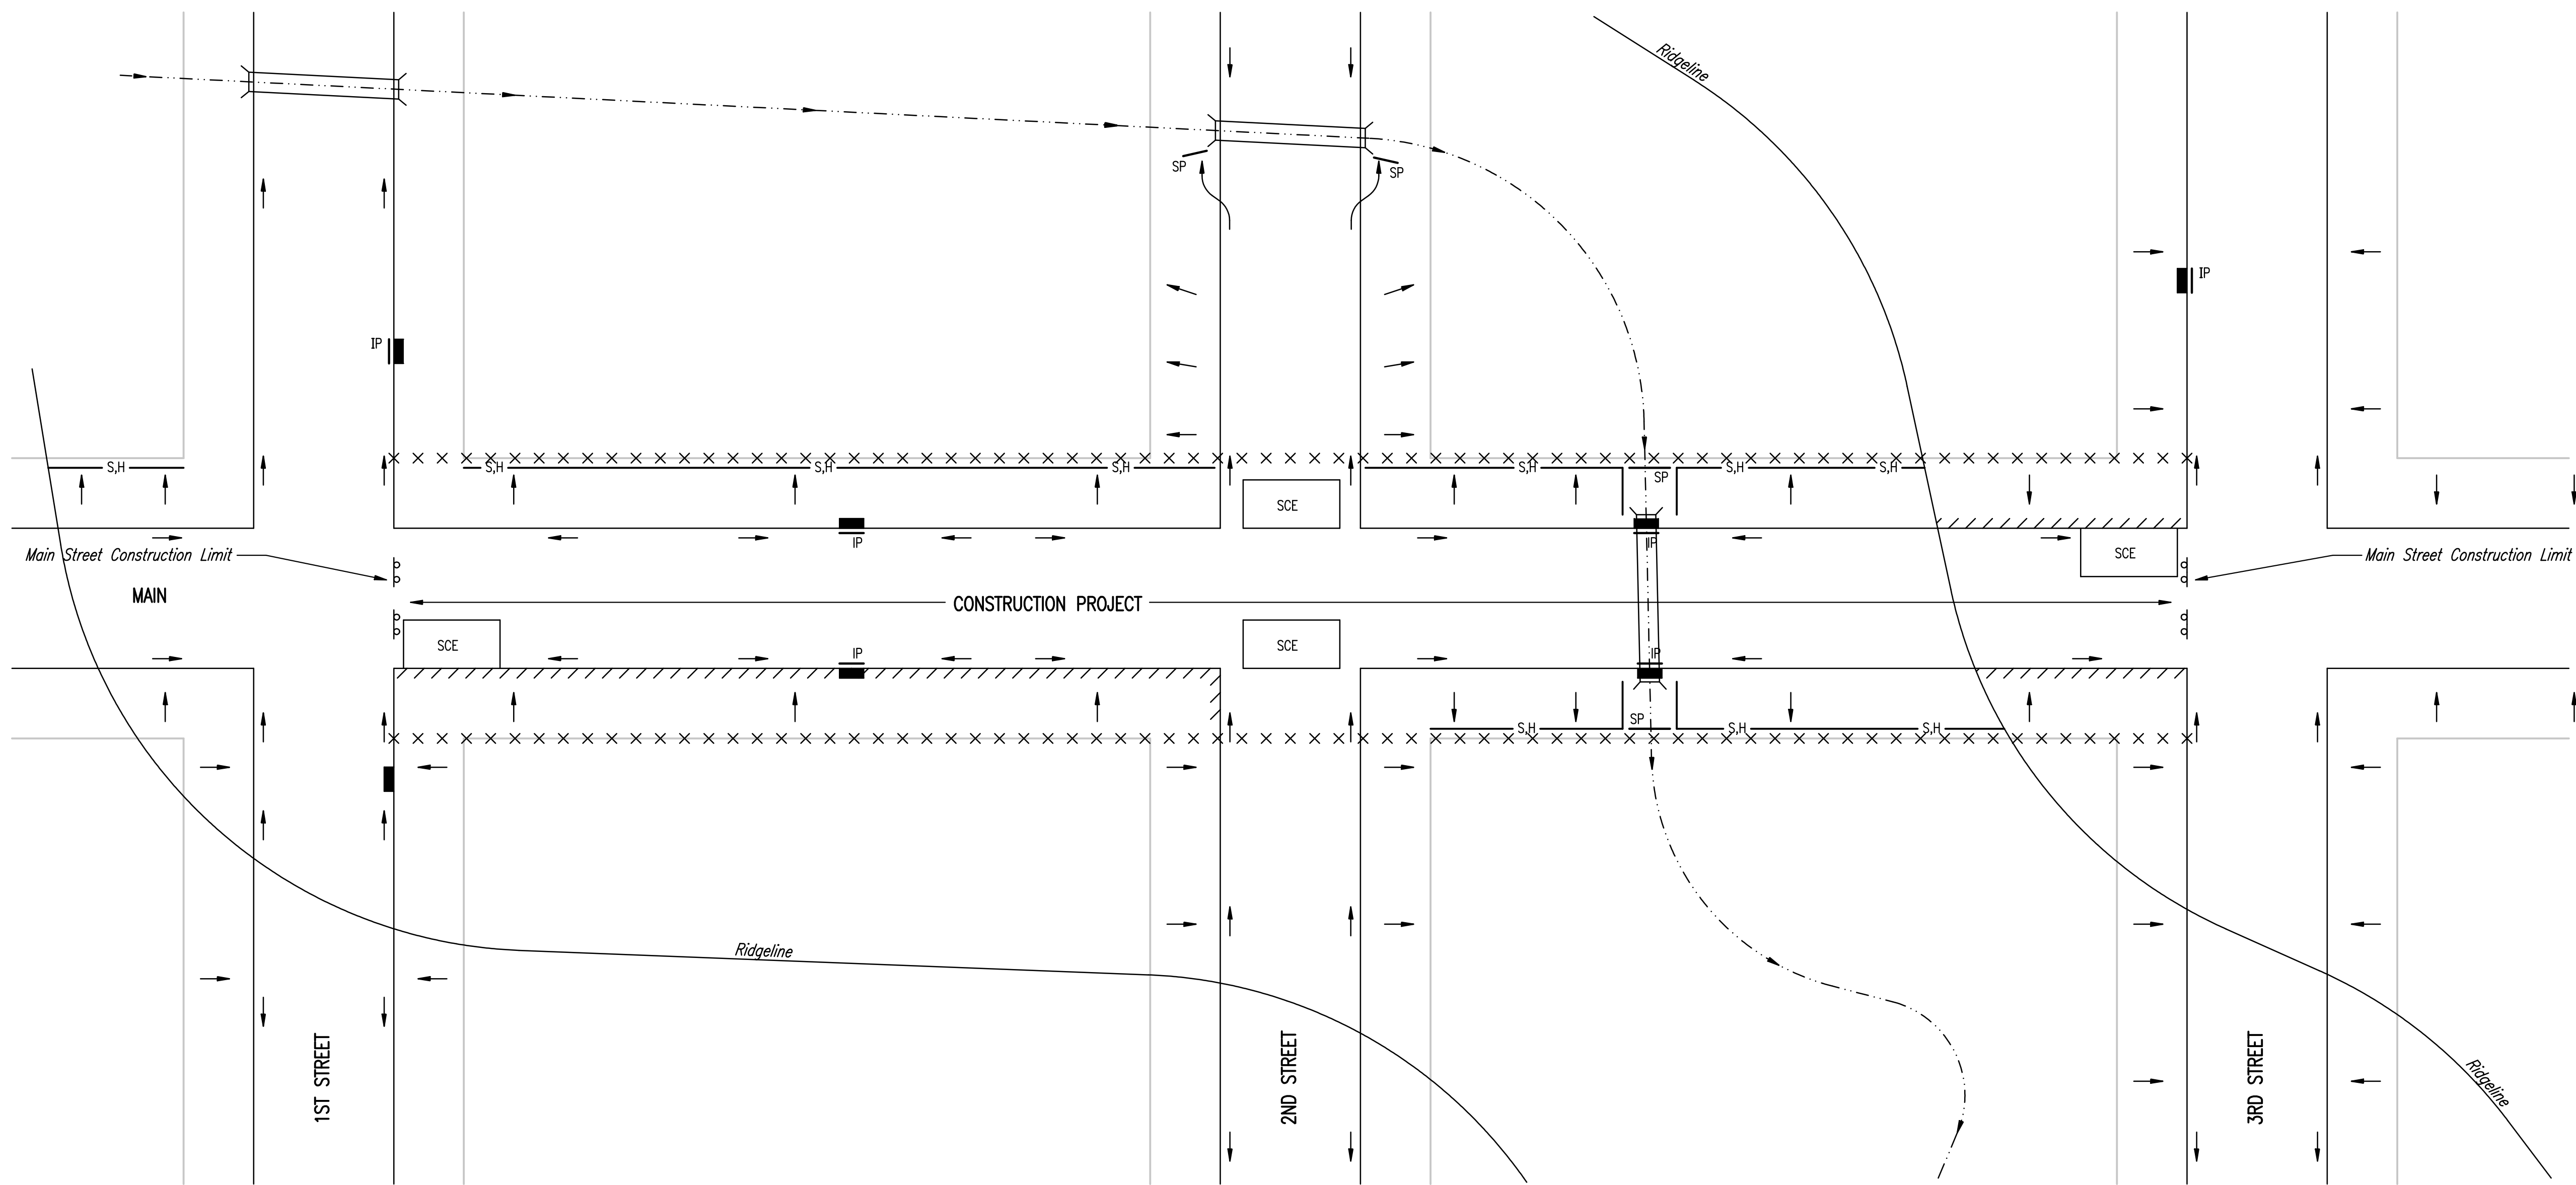 Ridgeline
SP
SP
IP
IP
S,H
S,H
S,H
S,H
S,H
S,H
S,H
SP
SCE
IP
IP
SCE
Main Street Construction Limit
Main Street Construction Limit
MAIN
CONSTRUCTION PROJECT
SCE
SCE
IP
IP
SP
S,H
S,H
S,H
Ridgeline
1ST STREET
2ND STREET
3RD STREET
Ridgeline